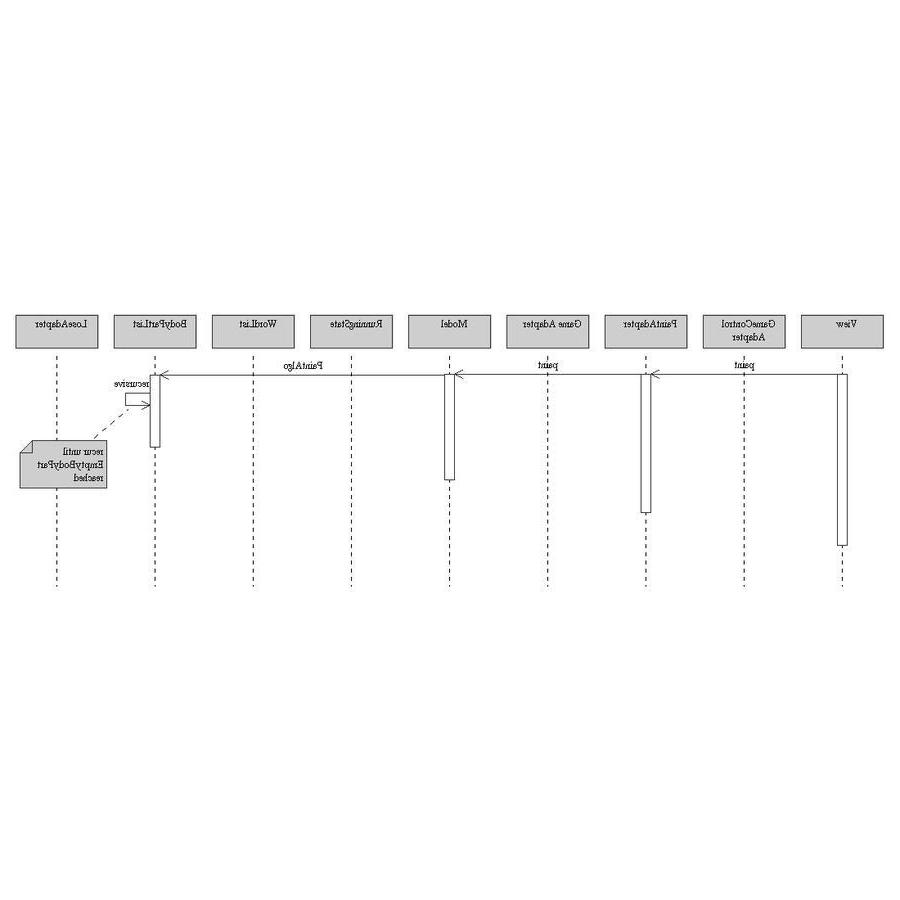 View
GameControl
Adapter
PaintAdapter
Game Adapter
Model
RunningState
WordList
BodyPartList
LoseAdapter
paint
paint
PaintAlgo
recursive
recur until
EmptyBodyPart
reached